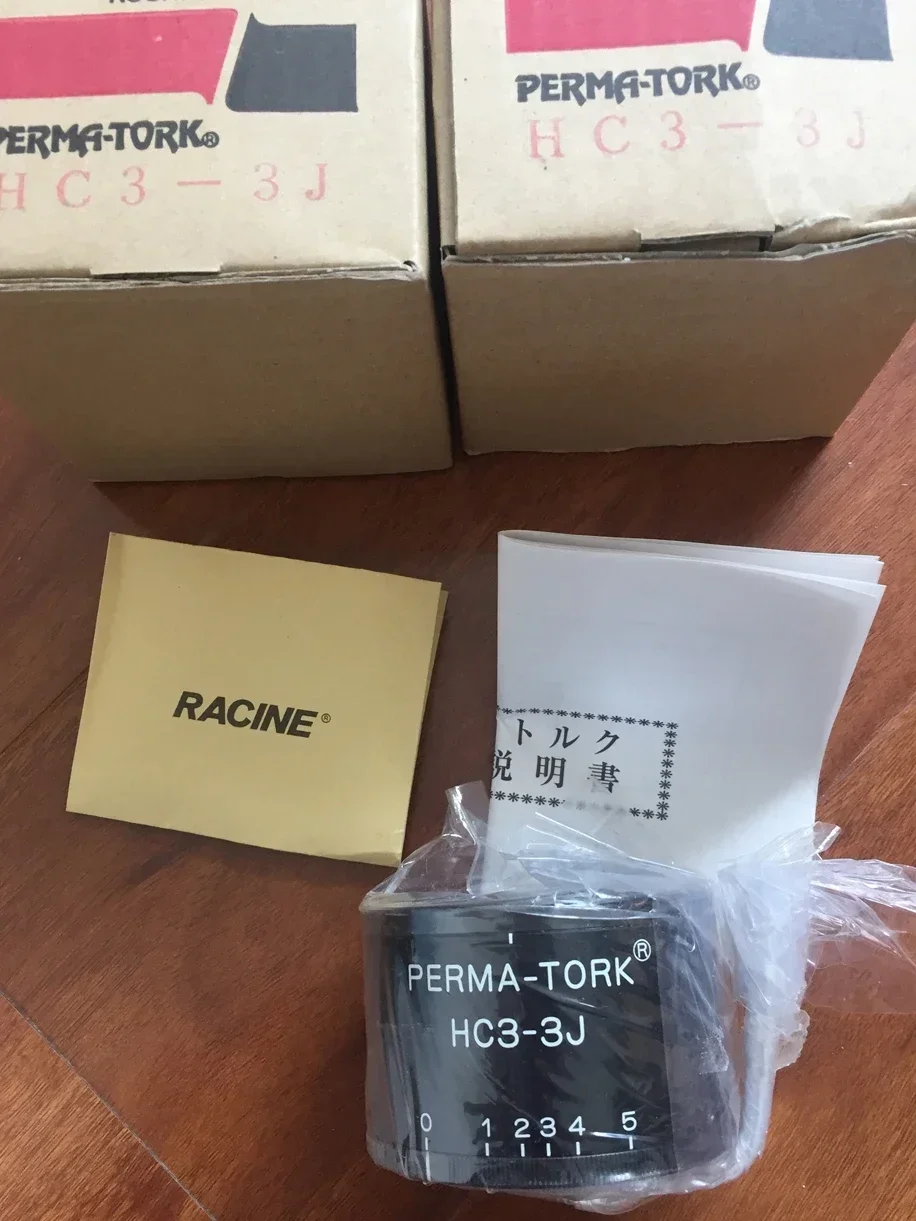 PERMA-TORK®
HC3-3J
PERMA-TORK®
HC3-3J
RACINE®
トルク
説明書
PERMA-TORK®
HC3-3J
0 1 2 3 4 5